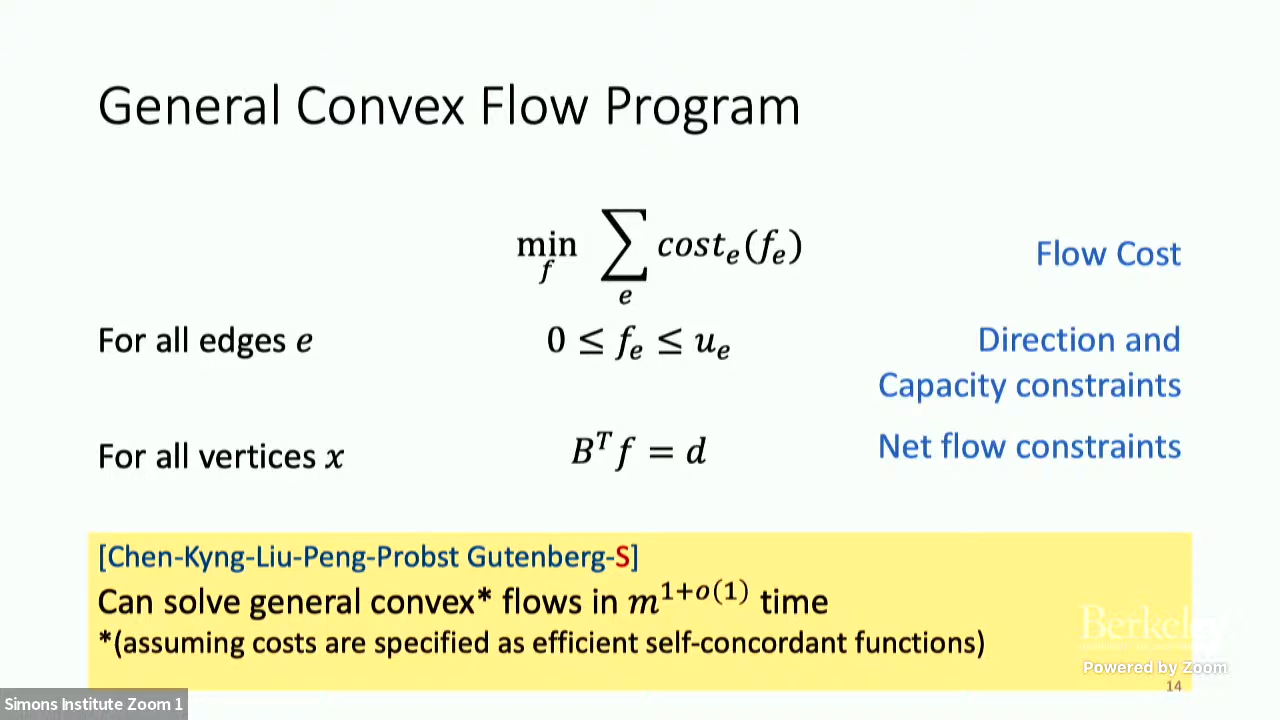 General Convex Flow Program
min_f ∑_e cost_e(f_e)
Flow Cost
For all edges e
0 ≤ f_e ≤ u_e
Direction and
Capacity constraints
For all vertices x
B^T f = d
Net flow constraints
[Chen-Kyng-Liu-Peng-Probst Gutenberg-S]
Can solve general convex* flows in m^{1+o(1)} time
*(assuming costs are specified as efficient self-concordant functions)
Berkeley
Powered by Zoom
14
Simons Institute Zoom 1